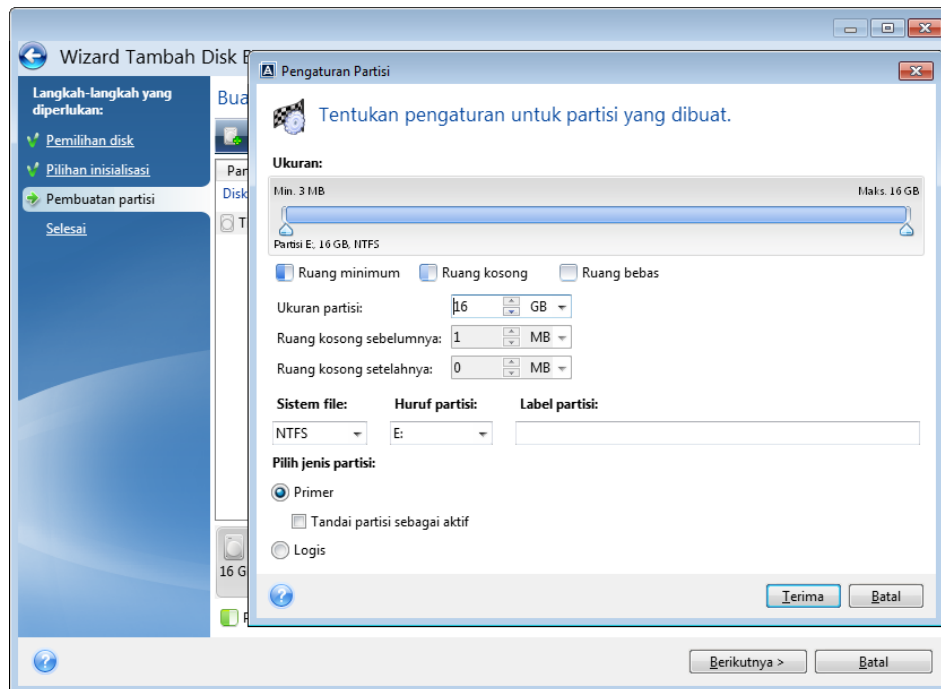 Wizard Tambah Disk
Langkah-langkah yang
diperlukan:
Pemilihan disk
Pilihan inisialisasi
Pembuatan partisi
Selesai
Pengaturan Partisi
Tentukan pengaturan untuk partisi yang dibuat.
Ukuran:
Min. 3 MB Maks. 16 GB
Partisi E:, 16 GB, NTFS
Ruang minimum Ruang kosong Ruang bebas
Ukuran partisi: 16 GB
Ruang kosong sebelumnya: 1 MB
Ruang kosong setelahnya: 0 MB
Sistem file: Huruf partisi: Label partisi:
NTFS E:
Pilih jenis partisi:
Primer
Tandai partisi sebagai aktif
Logis
16 G
Terima Batal
Berikutnya > Batal